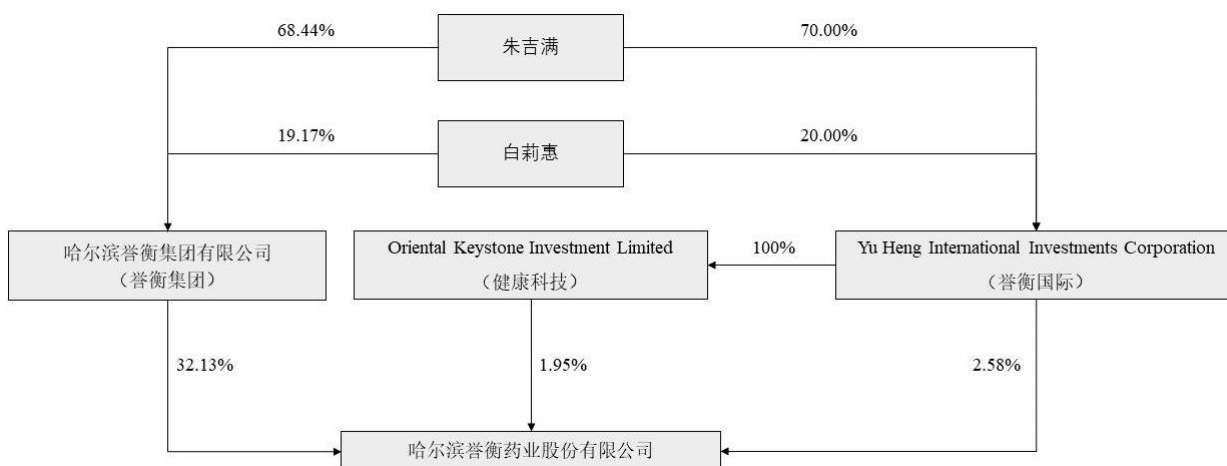 68.44%
朱吉满
70.00%
19.17%
白莉惠
20.00%
哈尔滨誉衡集团有限公司
（誉衡集团）
Oriental Keystone Investment Limited
（健康科技）
100%
Yu Heng International Investments Corporation
（誉衡国际）
32.13%
1.95%
2.58%
哈尔滨誉衡药业股份有限公司